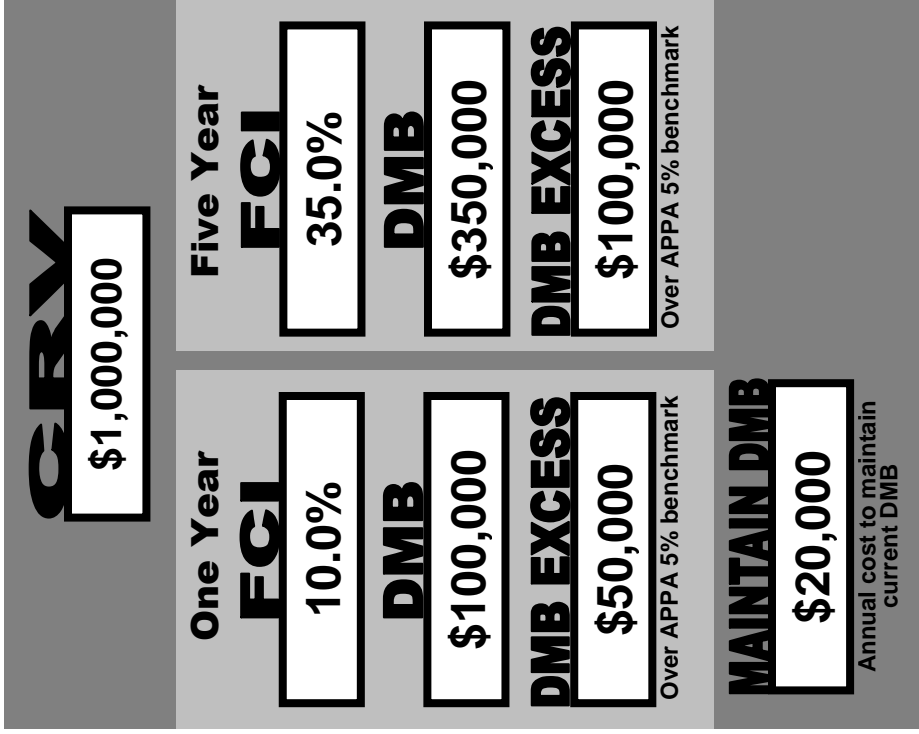 CRV
$1,000,000
One Year
FCI
10.0%
DMB
$100,000
DMB EXCESS
$50,000
Over APPA 5% benchmark
Five Year
FCI
35.0%
DMB
$350,000
DMB EXCESS
$100,000
Over APPA 5% benchmark
MAINTAIN DMB
$20,000
Annual cost to maintain
current DMB